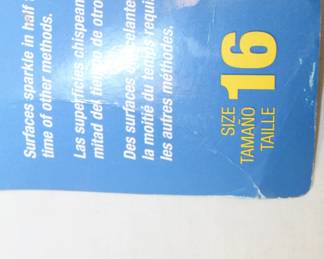 Surfaces sparkle in half
time of other methods.
Las superficies chispean
mitad del tiempo de otro
Des surfaces
la moitié du temps requi
les autres méthodes.
SIZE
TAMAÑO
TAILLE
16